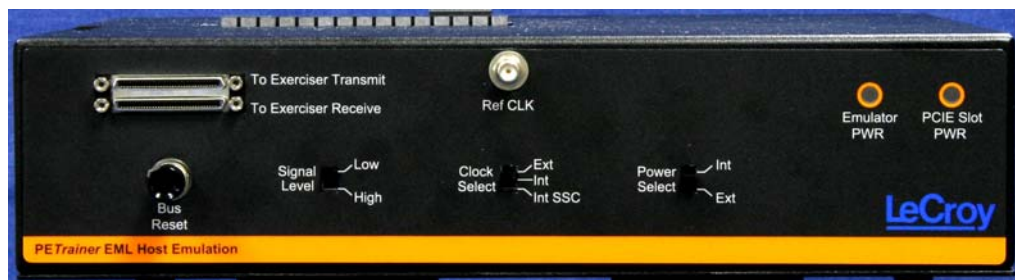 To Exerciser Transmit
To Exerciser Receive
Ref CLK
Emulator
PWR
PCIE Slot
PWR
Bus
Reset
Signal
Level
Low
High
Clock
Select
Ext
Int
Int SSC
Power
Select
Int
Ext
LeCroy
PETrainer EML Host Emulation